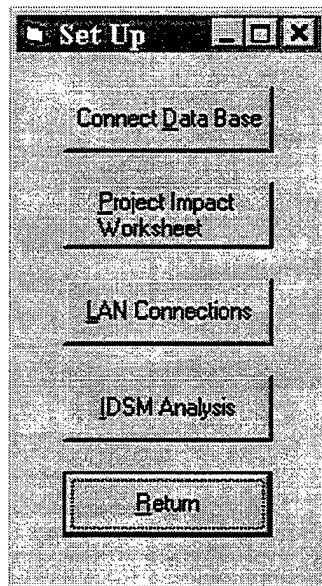 Set Up
Connect Data Base
Project Impact
Worksheet
LAN Connections
IDSM Analysis
Return